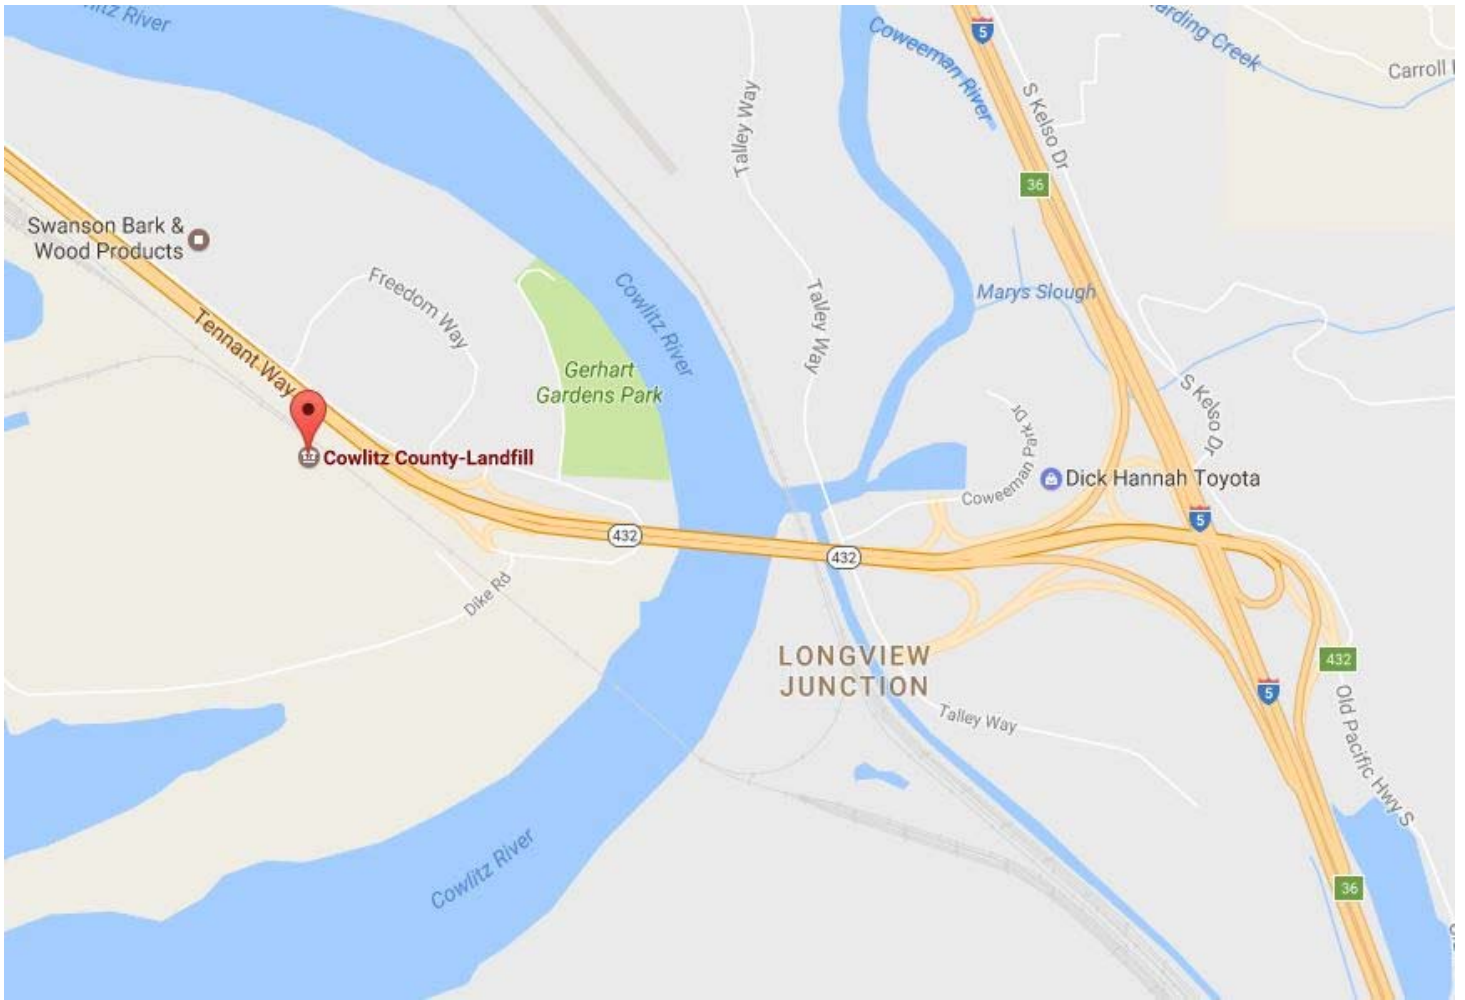 Cowlitz River
5
Coweeman River
Harding Creek
Carroll
S Kelso Dr
Talley Way
36
Swanson Bark &
Wood Products
Freedom Way
Cowlitz River
Talley Way
Marys Slough
Tennant Way
Gerhart
Gardens Park
S Kelso Dr
Coweeman Park Dr
Cowlitz County-Landfill
Dick Hannah Toyota
5
432
432
Dike Rd
LONGVIEW
JUNCTION
432
5
Old Pacific Hwy S
Talley Way
Cowlitz River
36